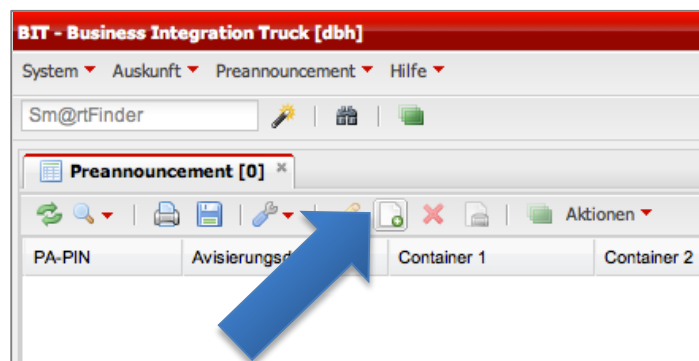 BIT - Business Integration Truck [dbh]
System Auskunft Preannouncement Hilfe
Sm@rtFinder
Preannouncement [0]
Aktionen
PA-PIN Container 1 Container 2